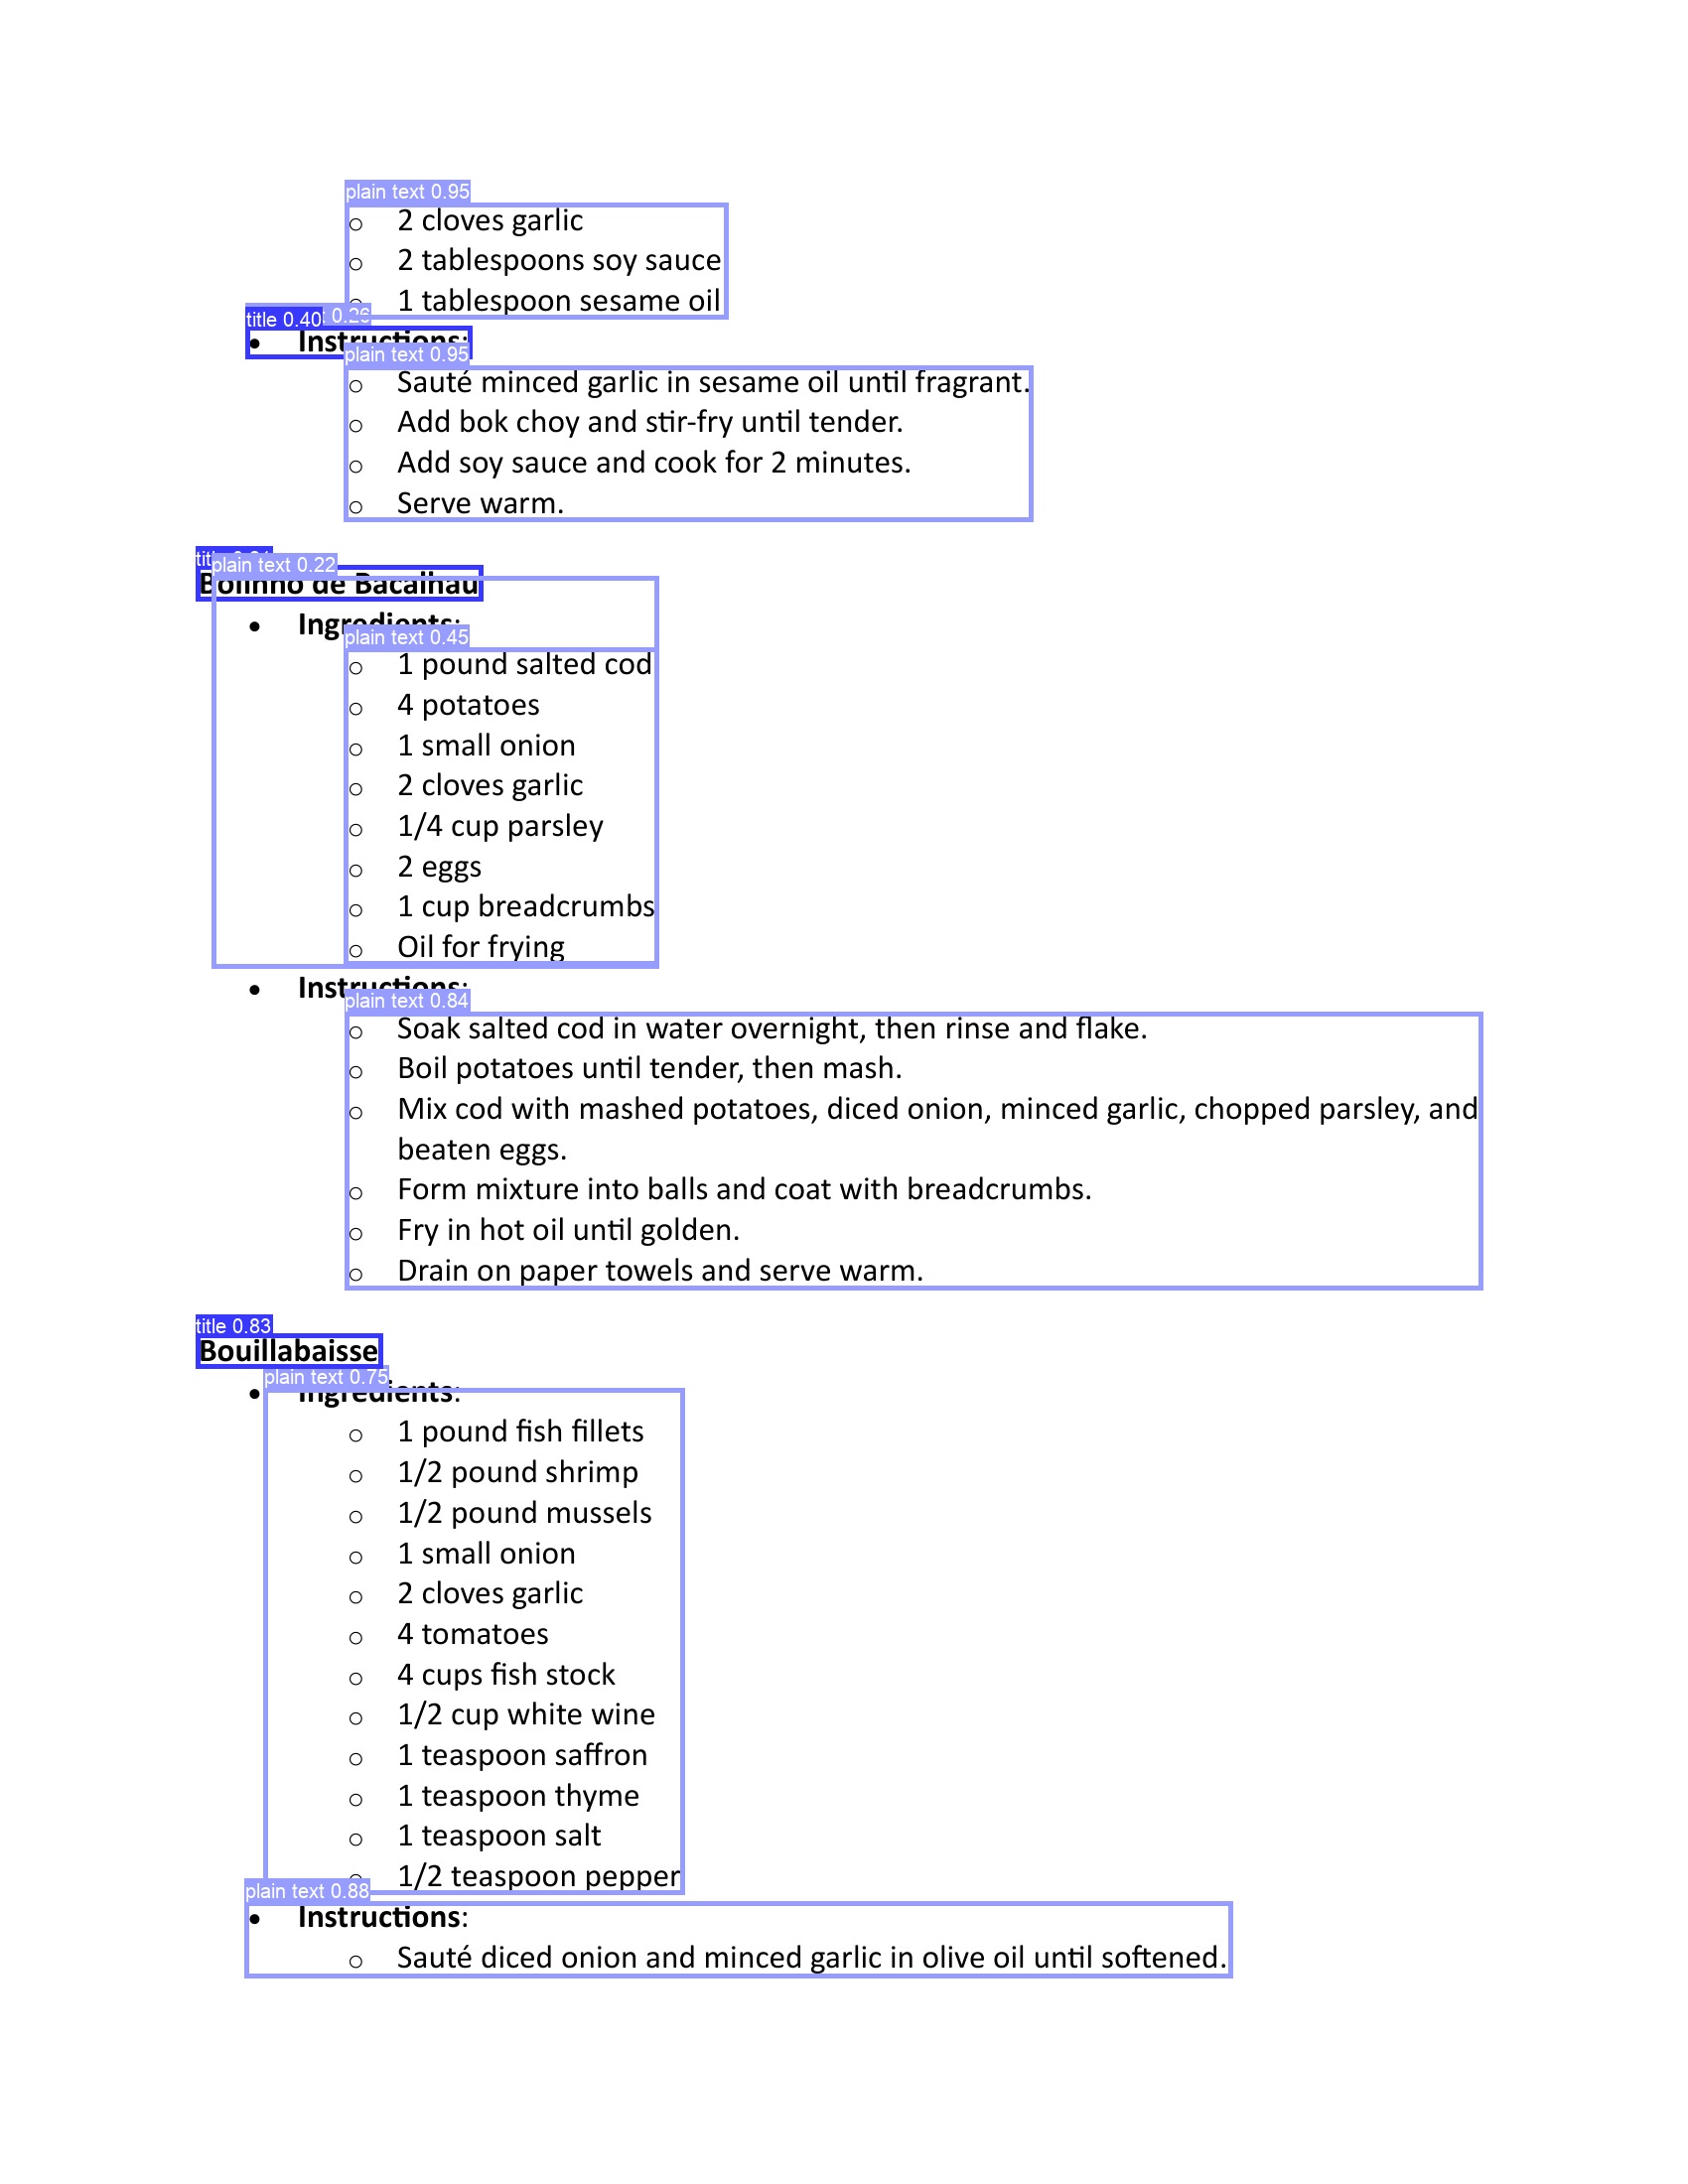 plain text 0.95
○ 2 cloves garlic
○ 2 tablespoons soy sauce
○ 1 tablespoon sesame oil
title 0.40 0.26
• Instructions:
plain text 0.95
○ Sauté minced garlic in sesame oil until fragrant.
○ Add bok choy and stir-fry until tender.
○ Add soy sauce and cook for 2 minutes.
○ Serve warm.
plain text 0.22
Bolinho de Bacalhau
• Ingredients:
plain text 0.45
○ 1 pound salted cod
○ 4 potatoes
○ 1 small onion
○ 2 cloves garlic
○ 1/4 cup parsley
○ 2 eggs
○ 1 cup breadcrumbs
○ Oil for frying
• Instructions:
plain text 0.84
○ Soak salted cod in water overnight, then rinse and flake.
○ Boil potatoes until tender, then mash.
○ Mix cod with mashed potatoes, diced onion, minced garlic, chopped parsley, and
beaten eggs.
○ Form mixture into balls and coat with breadcrumbs.
○ Fry in hot oil until golden.
○ Drain on paper towels and serve warm.
title 0.83
Bouillabaisse
plain text 0.75
• Ingredients:
○ 1 pound fish fillets
○ 1/2 pound shrimp
○ 1/2 pound mussels
○ 1 small onion
○ 2 cloves garlic
○ 4 tomatoes
○ 4 cups fish stock
○ 1/2 cup white wine
○ 1 teaspoon saffron
○ 1 teaspoon thyme
○ 1 teaspoon salt
○ 1/2 teaspoon pepper
plain text 0.88
• Instructions:
○ Sauté diced onion and minced garlic in olive oil until softened.